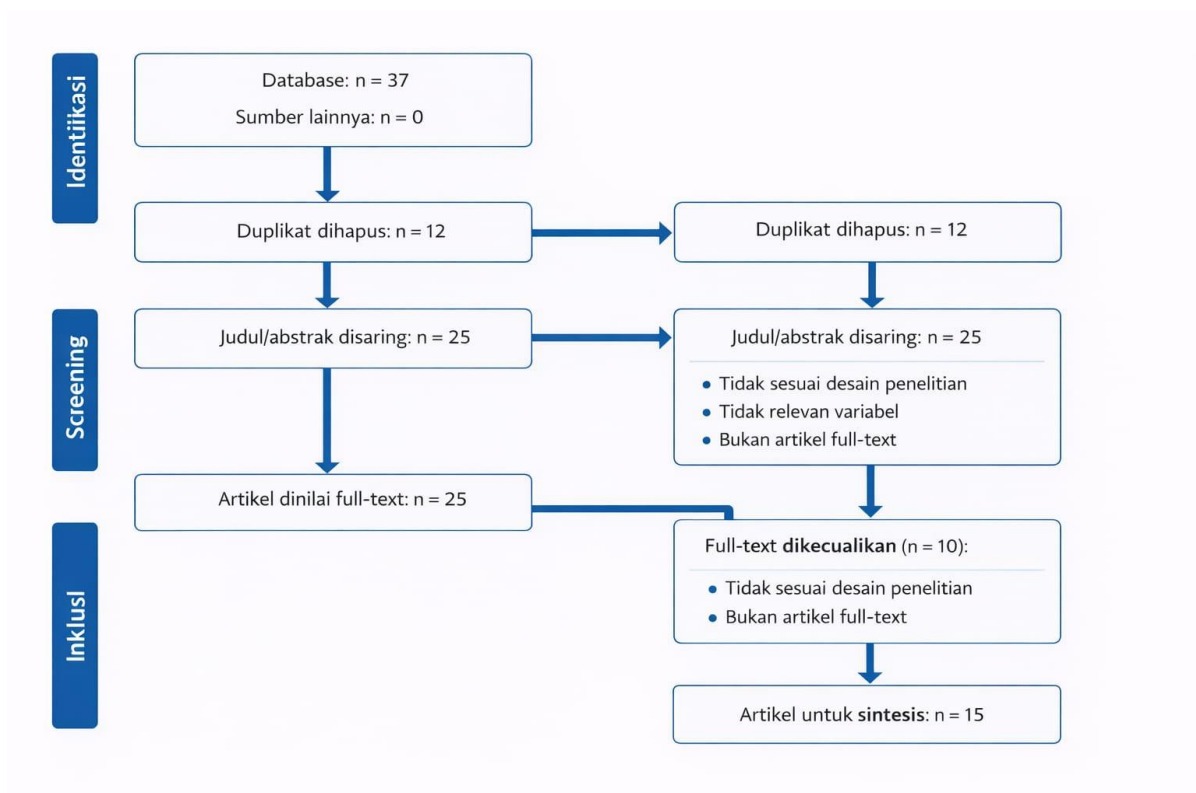 Identiikasi
Database: n = 37
Sumber lainnya: n = 0
Duplikat dihapus: n = 12
Duplikat dihapus: n = 12
Screening
Judul/abstrak disaring: n = 25
Judul/abstrak disaring: n = 25
• Tidak sesuai desain penelitian
• Tidak relevan variabel
• Bukan artikel full-text
Artikel dinilai full-text: n = 25
Inklusl
Full-text dikecualikan (n = 10):
• Tidak sesuai desain penelitian
• Bukan artikel full-text
Artikel untuk sintesis: n = 15